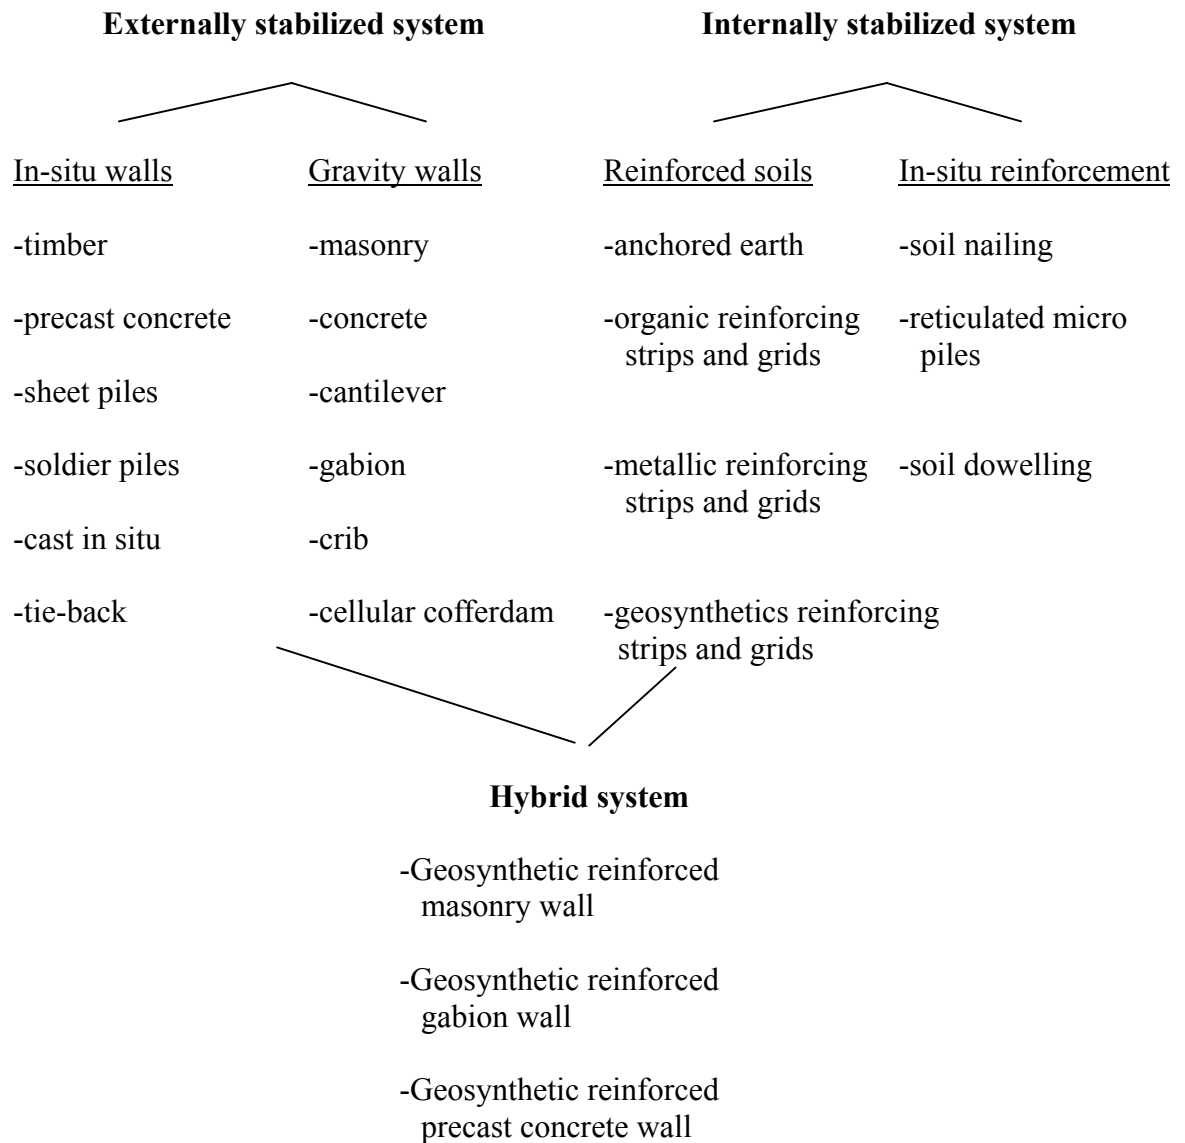 Externally stabilized system
Internally stabilized system
In-situ walls
-timber
-precast concrete
-sheet piles
-soldier piles
-cast in situ
-tie-back
Gravity walls
-masonry
-concrete
-cantilever
-gabion
-crib
-cellular cofferdam
Reinforced soils
-anchored earth
-organic reinforcing
strips and grids
-metallic reinforcing
strips and grids
-geosynthetics reinforcing
strips and grids
In-situ reinforcement
-soil nailing
-reticulated micro
piles
-soil dowelling
Hybrid system
-Geosynthetic reinforced
masonry wall
-Geosynthetic reinforced
gabion wall
-Geosynthetic reinforced
precast concrete wall